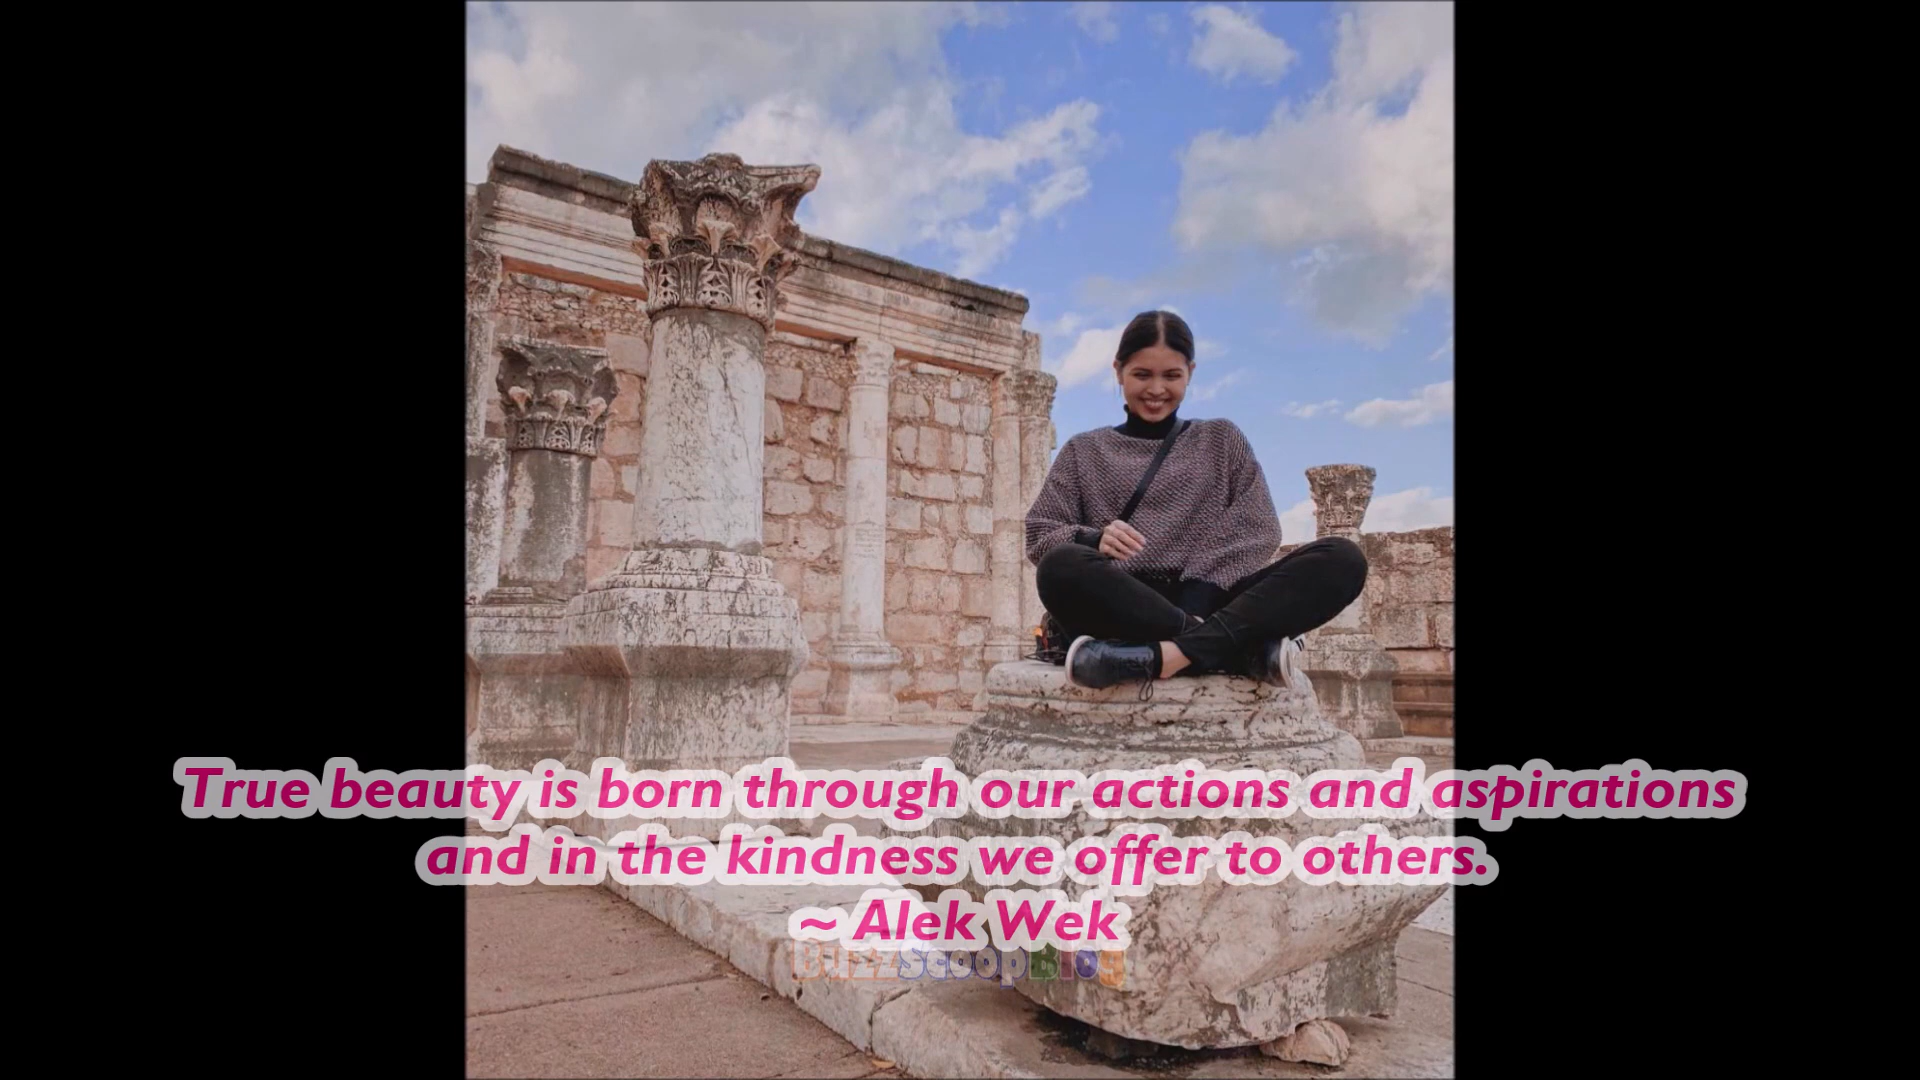 True beauty is born through our actions and aspirations
and in the kindness we offer to others.
~ Alek Wek
BuzzScoopBlog